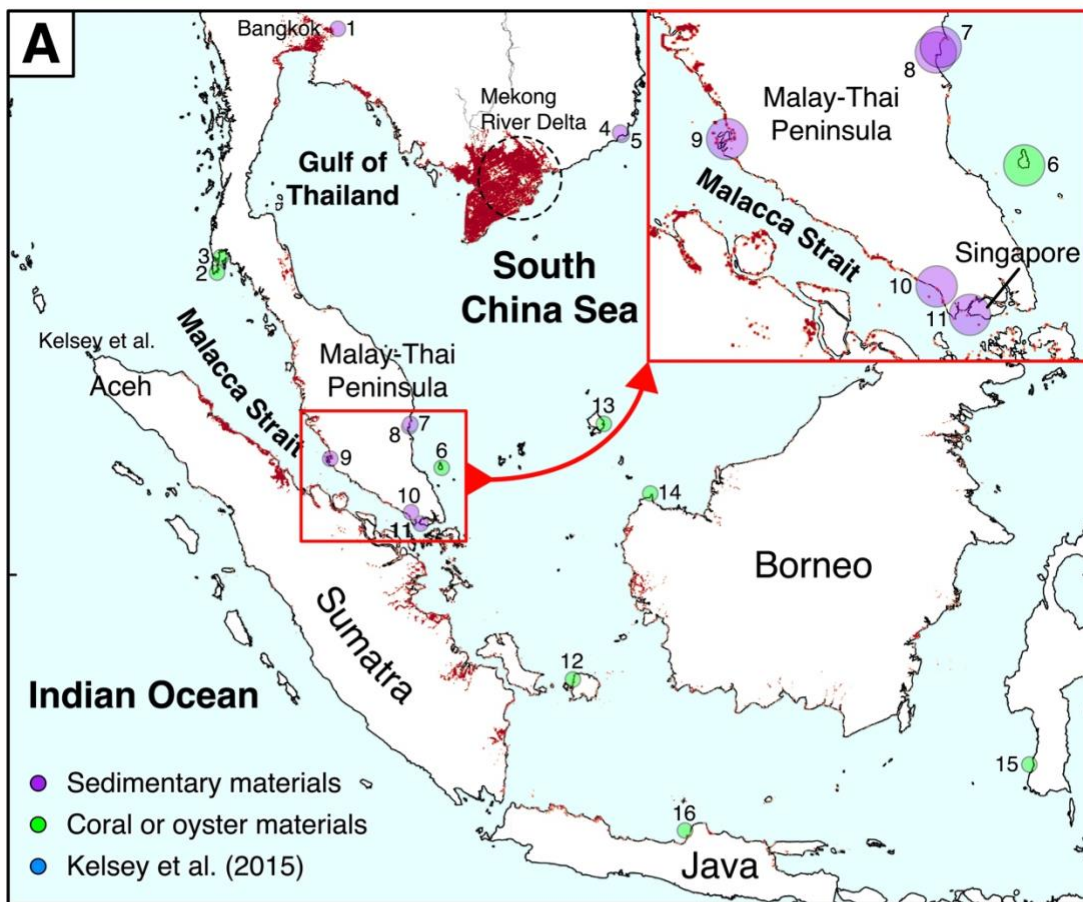 A
Bangkok
1
Mekong
River Delta
4
5
Gulf of
Thailand
3
2
South
China Sea
Malacca Strait
Malay-Thai
Peninsula
Kelsey et al.
Aceh
7
8
9
6
10
11
13
14
Borneo
Sumatra
12
15
16
Java
Indian Ocean
Sedimentary materials
Coral or oyster materials
Kelsey et al. (2015)
7
8
Malay-Thai
Peninsula
9
6
Malacca Strait
Singapore
10
11